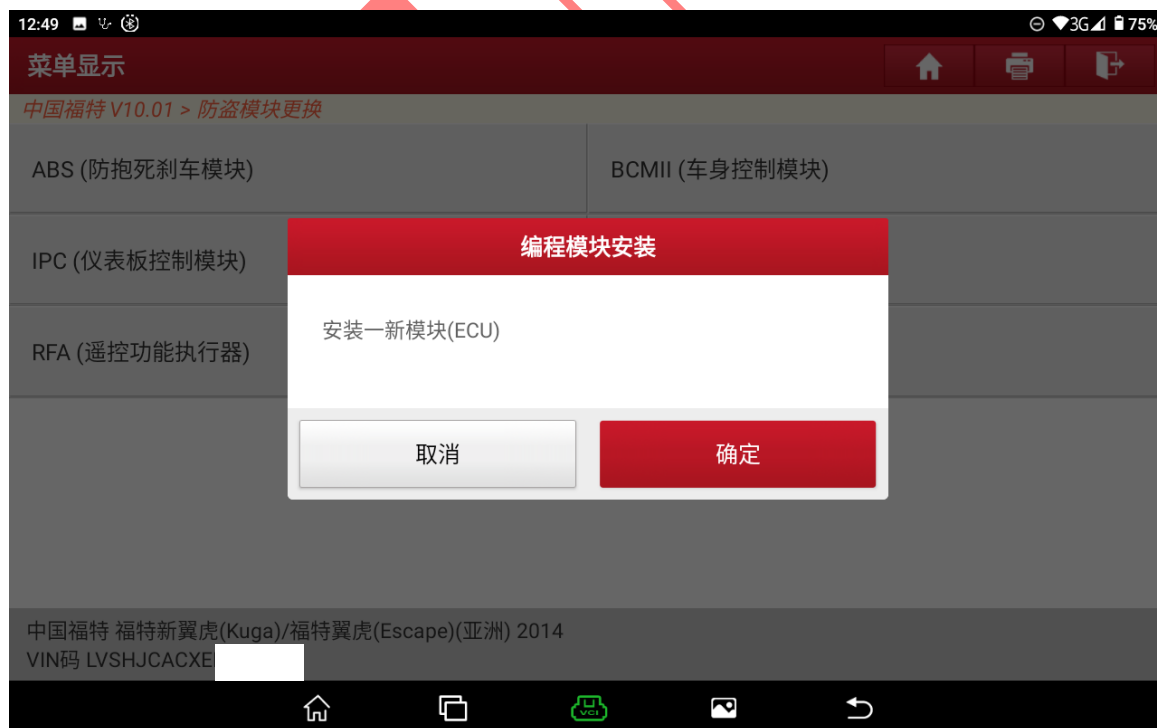 12:49 3G 75%
菜单显示
中国福特 V10.01 > 防盗模块更换
ABS (防抱死刹车模块) BCMII (车身控制模块)
编程模块安装
IPC (仪表板控制模块)
安装一新模块(ECU)
RFA (遥控功能执行器)
取消 确定
中国福特 福特新翼虎(Kuga)/福特翼虎(Escape)(亚洲) 2014
VIN码 LVSHJCACXE
VCI